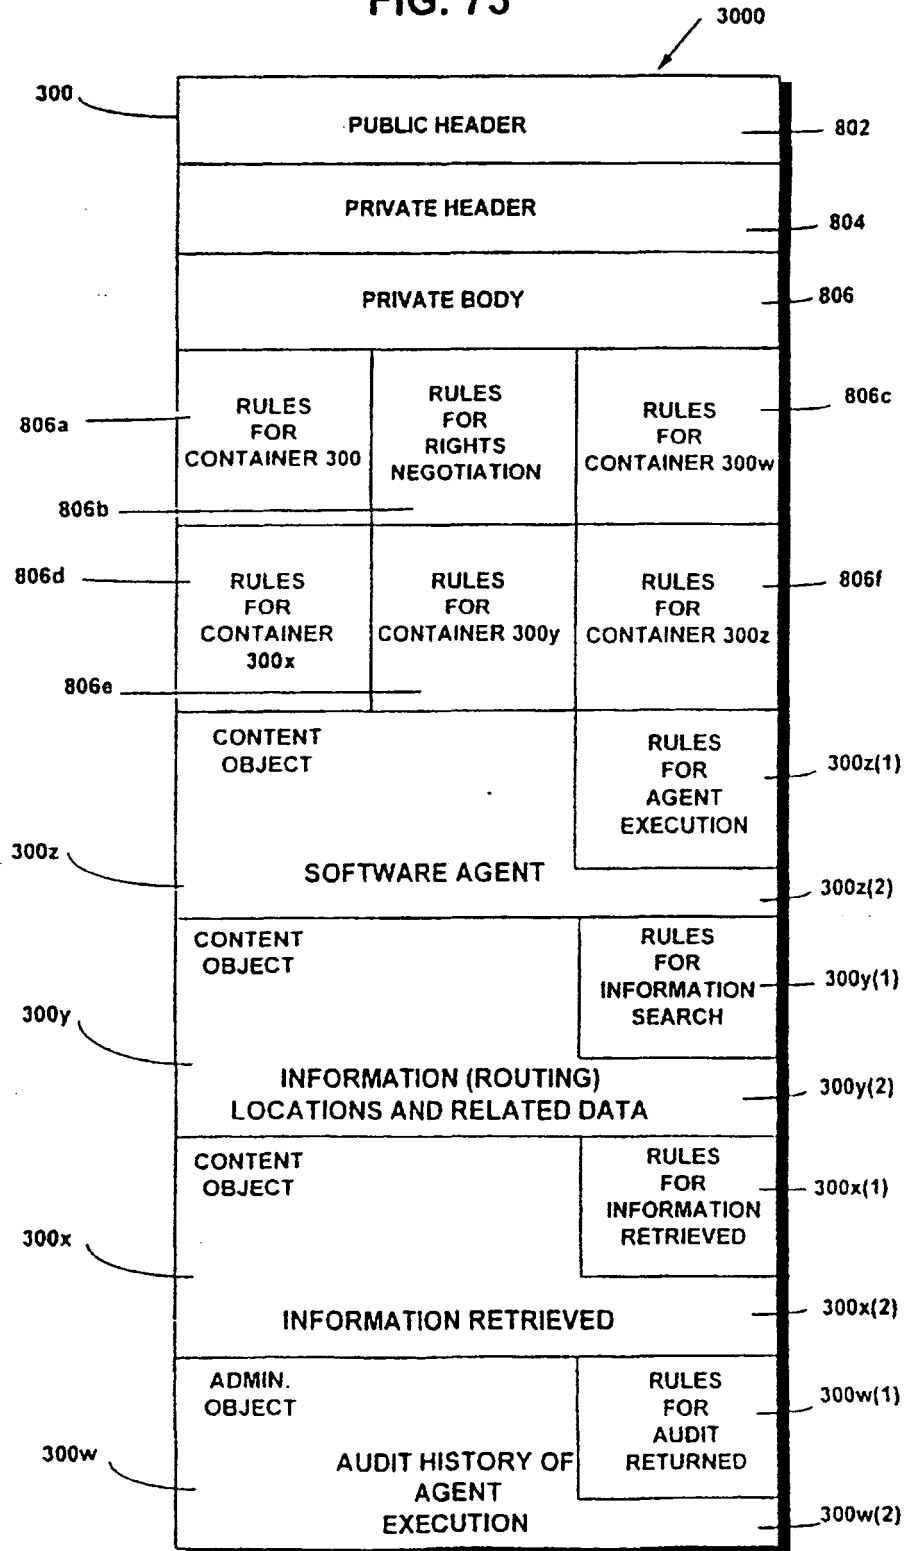 FIG. 73
3000
300
PUBLIC HEADER
802
PRIVATE HEADER
804
PRIVATE BODY
806
806a
RULES
FOR
CONTAINER 300
806b
RULES
FOR
RIGHTS
NEGOTIATION
806c
RULES
FOR
CONTAINER 300w
806d
RULES
FOR
CONTAINER
300x
806e
RULES
FOR
CONTAINER 300y
806f
RULES
FOR
CONTAINER 300z
CONTENT
OBJECT
RULES
FOR
AGENT
EXECUTION
300z(1)
300z
SOFTWARE AGENT
300z(2)
CONTENT
OBJECT
RULES
FOR
INFORMATION
SEARCH
300y(1)
300y
INFORMATION (ROUTING)
LOCATIONS AND RELATED DATA
300y(2)
CONTENT
OBJECT
RULES
FOR
INFORMATION
RETRIEVED
300x(1)
300x
INFORMATION RETRIEVED
300x(2)
ADMIN.
OBJECT
RULES
FOR
AUDIT
RETURNED
300w(1)
300w
AUDIT HISTORY OF
AGENT
EXECUTION
300w(2)